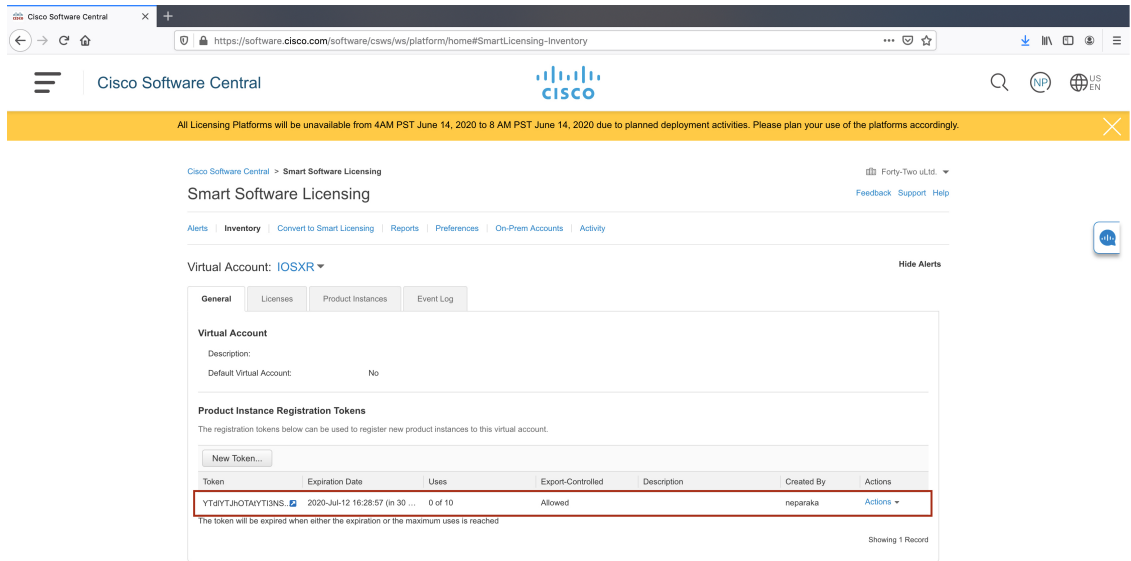 Cisco Software Central
https://software.cisco.com/software/csws/ws/platform/home#SmartLicensing-Inventory
Cisco Software Central
CISCO
NP
US
EN
All Licensing Platforms will be unavailable from 4AM PST June 14, 2020 to 8 AM PST June 14, 2020 due to planned deployment activities. Please plan your use of the platforms accordingly.
Cisco Software Central > Smart Software Licensing
Forty-Two uLtd.
Smart Software Licensing
Feedback Support Help
Alerts Inventory Convert to Smart Licensing Reports Preferences On-Prem Accounts Activity
Virtual Account: IOSXR
Hide Alerts
General Licenses Product Instances Event Log
Virtual Account
Description:
Default Virtual Account: No
Product Instance Registration Tokens
The registration tokens below can be used to register new product instances to this virtual account.
New Token...
Token Expiration Date Uses Export-Controlled Description Created By Actions
2020-Jul-12 16:28:57 (in 30 ... 0 of 10 Allowed neparaka Actions
The token will be expired when either the expiration or the maximum uses is reached
Showing 1 Record